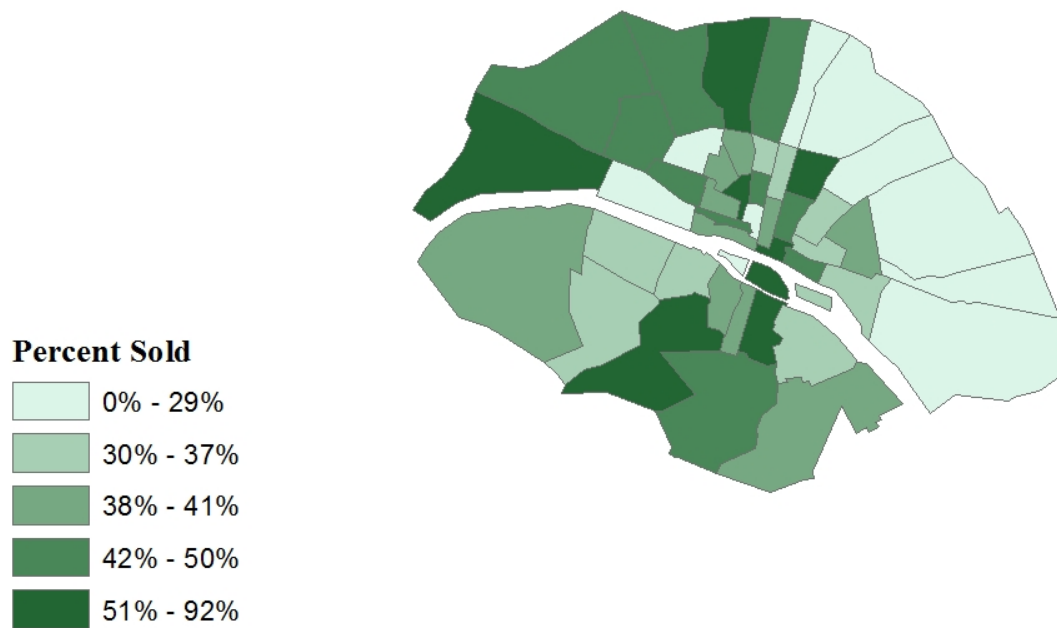 Percent Sold
0% - 29%
30% - 37%
38% - 41%
42% - 50%
51% - 92%